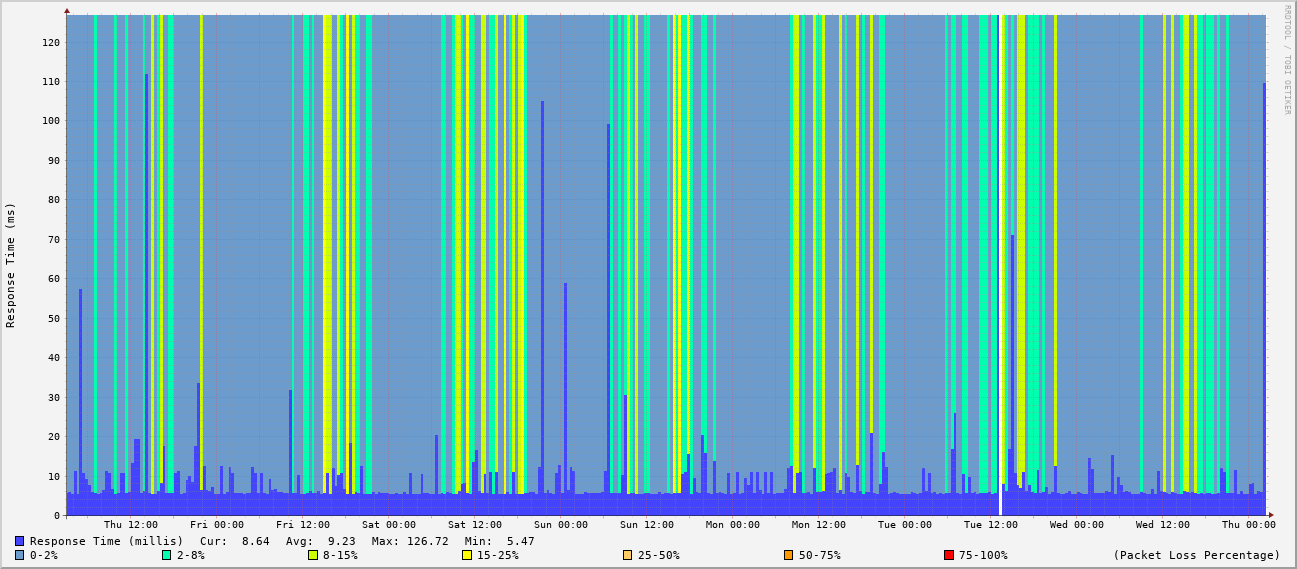 RRDTOOL / TOBI OETIKER
Response Time (ms)
120
110
100
90
80
70
60
50
40
30
20
10
0
Thu 12:00 Fri 00:00 Fri 12:00 Sat 00:00 Sat 12:00 Sun 00:00 Sun 12:00 Mon 00:00 Mon 12:00 Tue 00:00 Tue 12:00 Wed 00:00 Wed 12:00 Thu 00:00
Response Time (millis) Cur: 8.64 Avg: 9.23 Max: 126.72 Min: 5.47
0-2% 2-8% 8-15% 15-25% 25-50% 50-75% 75-100% (Packet Loss Percentage)